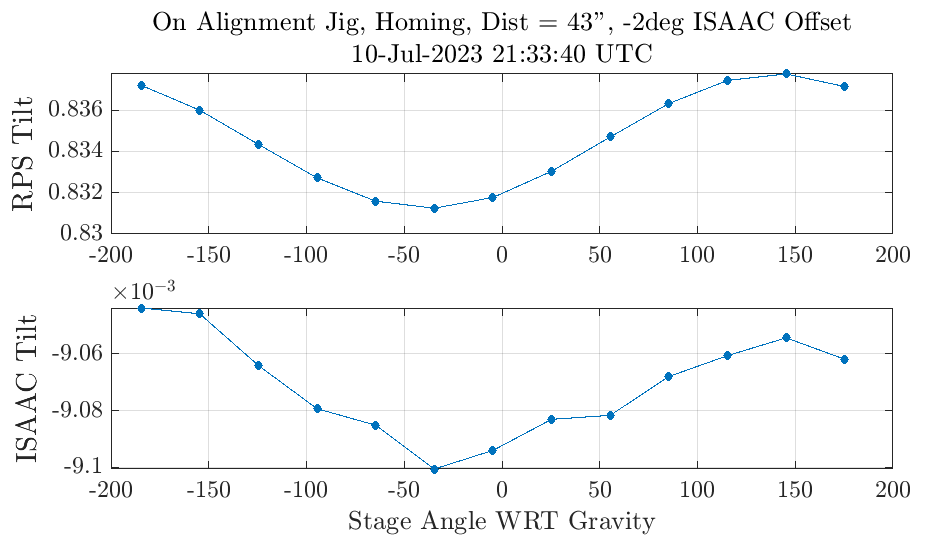 On Alignment Jig, Homing, Dist = 43", -2deg ISAAC Offset
10-Jul-2023 21:33:40 UTC
RPS Tilt
0.836
0.834
0.832
0.83
-200 -150 -100 -50 0 50 100 150 200
×10⁻³
ISAAC Tilt
-9.06
-9.08
-9.1
-200 -150 -100 -50 0 50 100 150 200
Stage Angle WRT Gravity